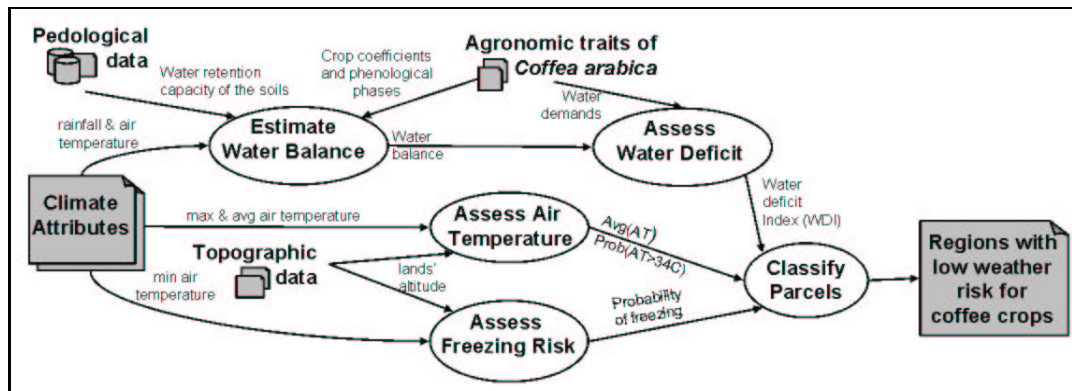 Pedological
data
Water retention
capacity of the soils
Crop coefficients
and phenological
phases
Agronomic traits of
Coffea arabica
Water
demands
rainfall & air
temperature
Estimate
Water Balance
Water
balance
Assess
Water Deficit
Climate
Attributes
max & avg air temperature
Assess Air
Temperature
Avg(AT)
Prob(AT>34C)
Water
deficit
Index (WDI)
Topographic
data
lands'
altitude
min air
temperature
Assess
Freezing Risk
Probability
of freezing
Classify
Parcels
Regions with
low weather
risk for
coffee crops